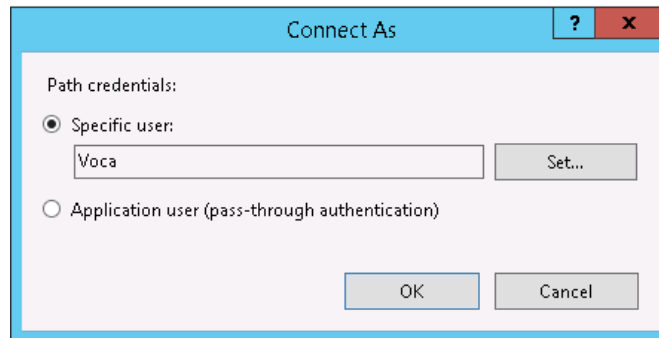 Connect As
?
x
Path credentials:
Specific user:
Voca
Set...
Application user (pass-through authentication)
OK
Cancel